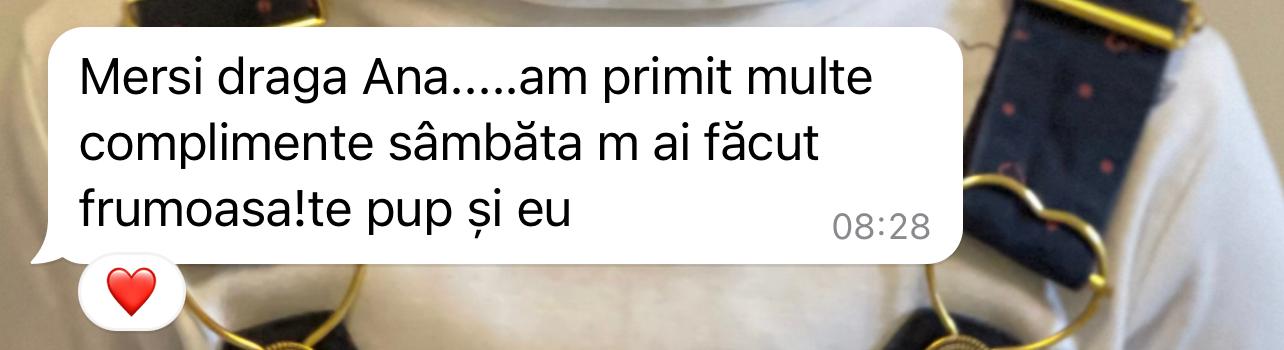 Mersi draga Ana.....am primit multe
complimente sâmbăta m ai făcut
frumoasa!te pup și eu
08:28